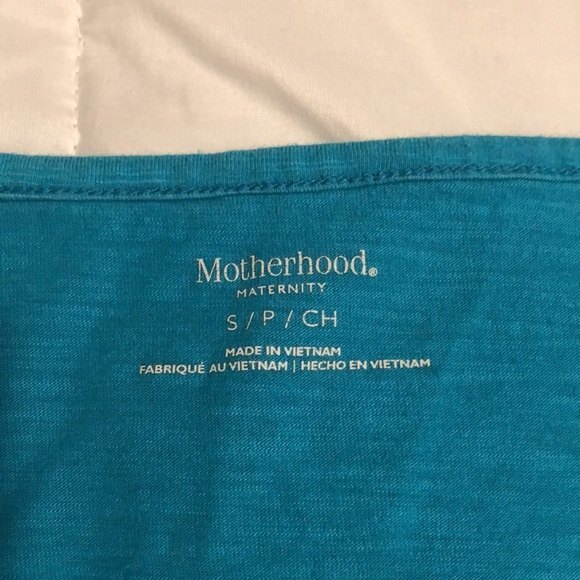 Motherhood®
MATERNITY
S / P / CH
MADE IN VIETNAM
FABRIQUÉ AU VIETNAM | HECHO EN VIETNAM